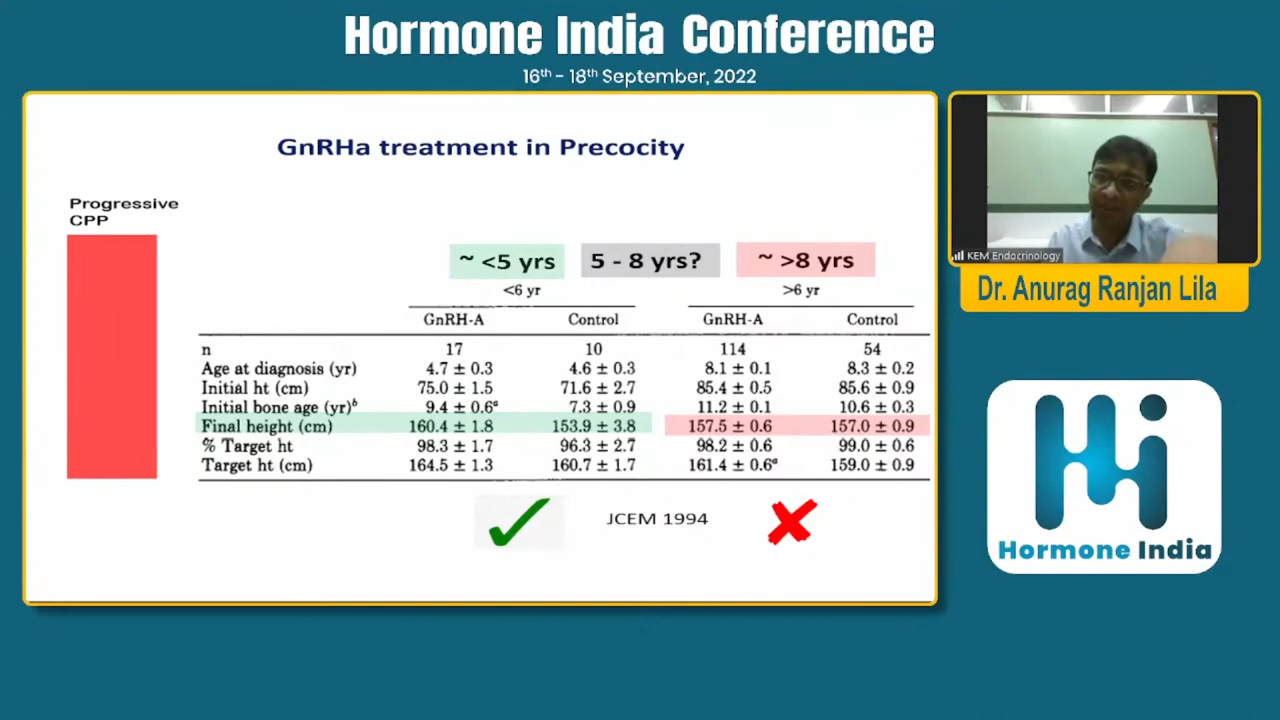 Hormone India Conference
16th - 18th September, 2022
GnRHa treatment in Precocity
Progressive
CPP
~ <5 yrs 5 - 8 yrs? ~ >8 yrs
<6 yr >6 yr
GnRH-A Control GnRH-A Control
n 17 10 114 54
Age at diagnosis (yr) 4.7 ± 0.3 4.6 ± 0.3 8.1 ± 0.1 8.3 ± 0.2
Initial ht (cm) 75.0 ± 1.5 71.6 ± 2.7 85.4 ± 0.5 85.6 ± 0.9
Initial bone age (yr)b 9.4 ± 0.6a 7.3 ± 0.9 11.2 ± 0.1 10.6 ± 0.3
Final height (cm) 160.4 ± 1.8 153.9 ± 3.8 157.5 ± 0.6 157.0 ± 0.9
% Target ht 98.3 ± 1.7 96.3 ± 2.7 98.2 ± 0.6 99.0 ± 0.6
Target ht (cm) 164.5 ± 1.3 160.7 ± 1.7 161.4 ± 0.6a 159.0 ± 0.9
JCEM 1994
KEM Endocrinology
Dr. Anurag Ranjan Lila
Hormone India